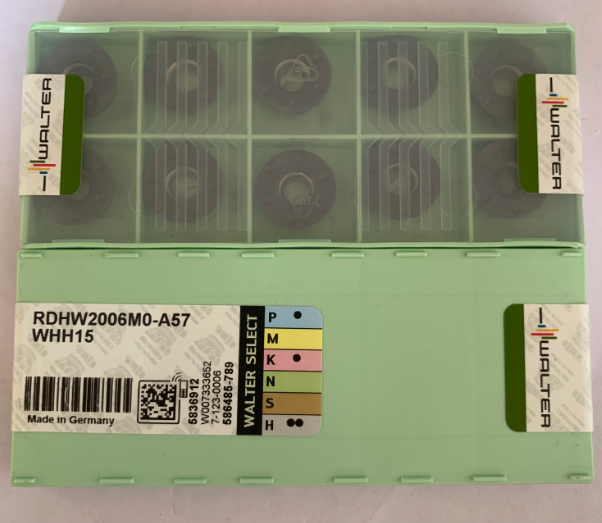 WALTER
WALTER
RDHW2006M0-A57
WHH15
Made in Germany
5836912
W007333652
7-123-0006
586485-789
WALTER SELECT
P
M
K
N
S
H
WALTER